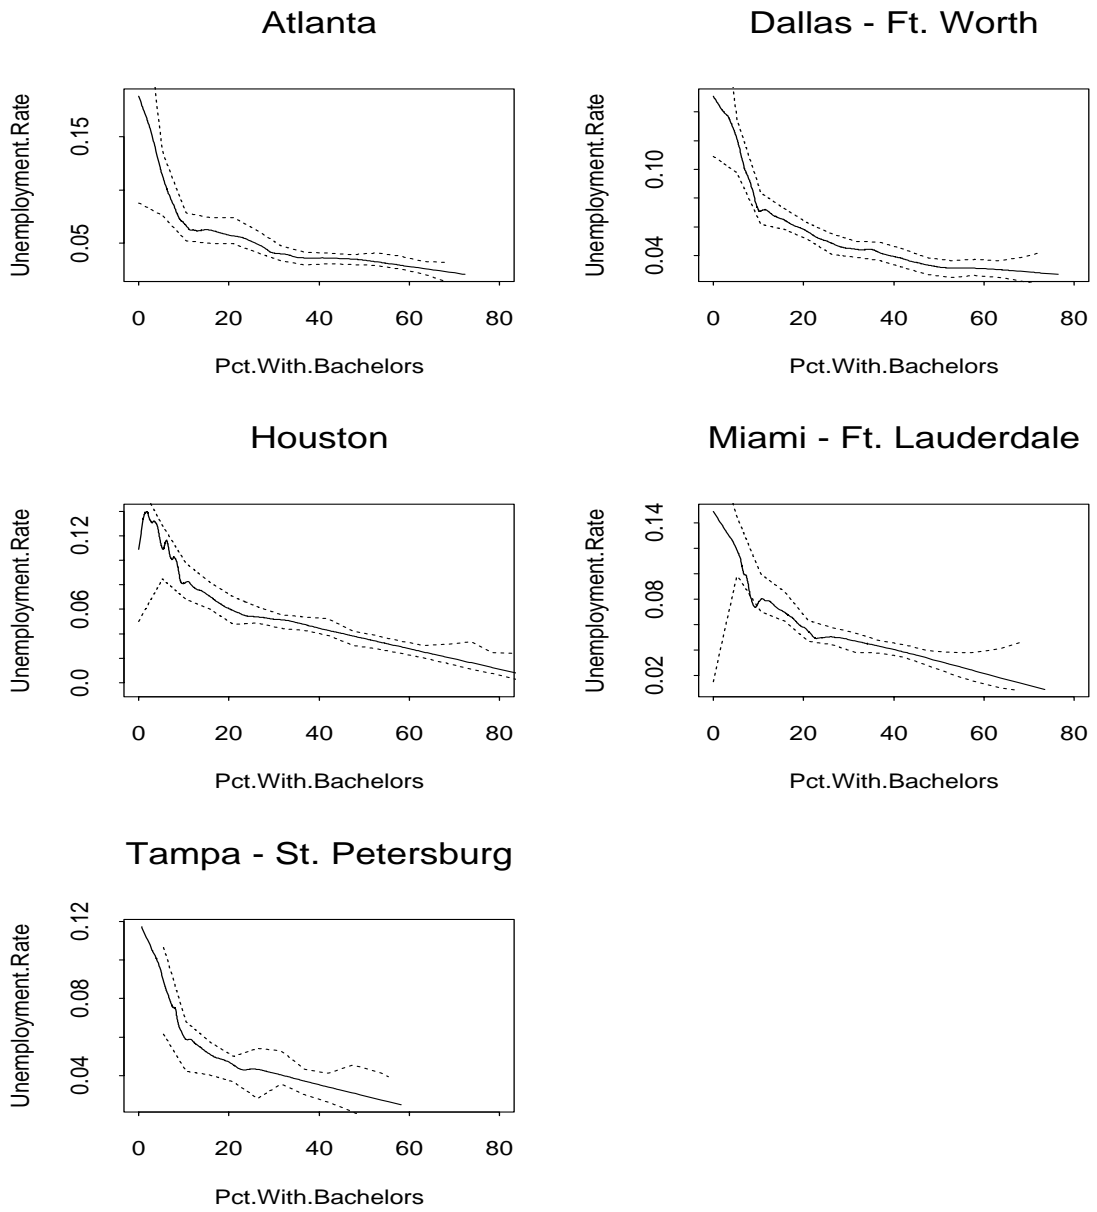 Atlanta
Unemployment.Rate
0.15
0.05
0 20 40 60 80
Pct.With.Bachelors
Dallas - Ft. Worth
Unemployment.Rate
0.10
0.04
0 20 40 60 80
Pct.With.Bachelors
Houston
Unemployment.Rate
0.12
0.06
0.0
0 20 40 60 80
Pct.With.Bachelors
Miami - Ft. Lauderdale
Unemployment.Rate
0.14
0.08
0.02
0 20 40 60 80
Pct.With.Bachelors
Tampa - St. Petersburg
Unemployment.Rate
0.12
0.08
0.04
0 20 40 60 80
Pct.With.Bachelors